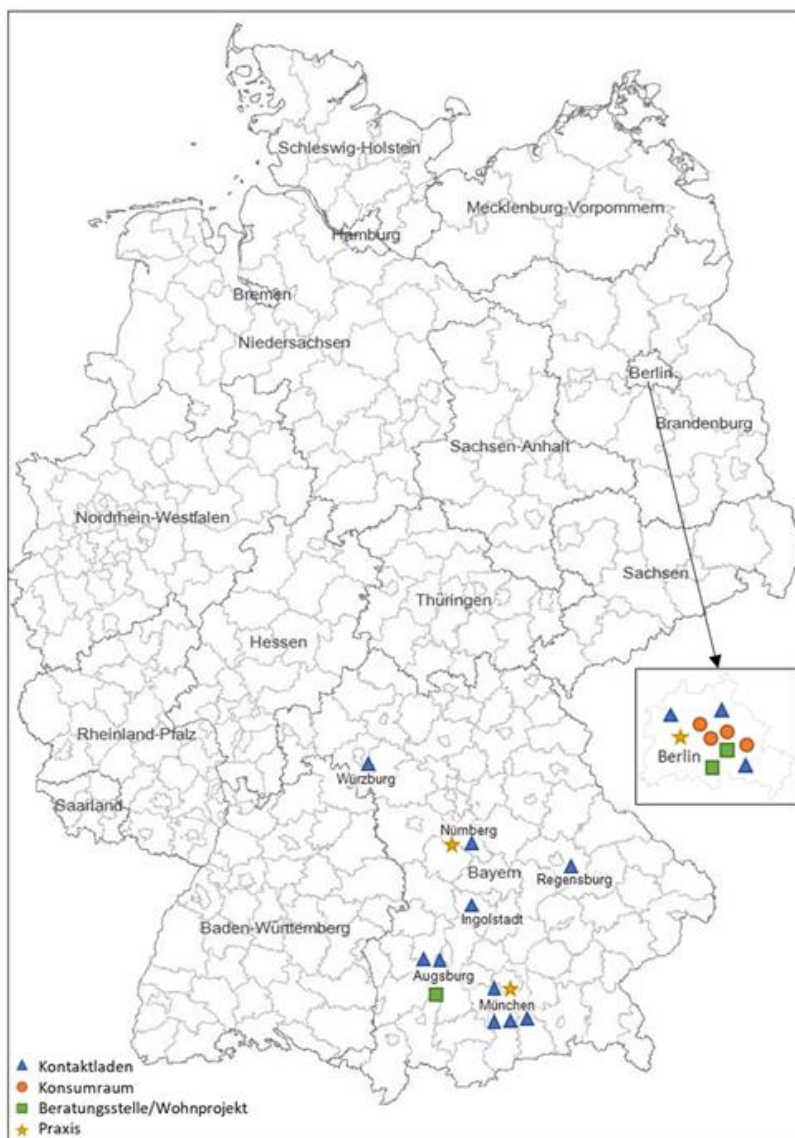 Schleswig-Holstein
Mecklenburg-Vorpommern
Hamburg
Bremen
Niedersachsen
Berlin
Brandenburg
Sachsen-Anhalt
Nordrhein-Westfalen
Sachsen
Thüringen
Hessen
Rheinland-Pfalz
Berlin
Würzburg
Saarland
Nürnberg
Bayern
Regensburg
Ingolstadt
Baden-Württemberg
Augsburg
München
Kontaktladen
Konsumraum
Beratungsstelle/Wohnprojekt
Praxis